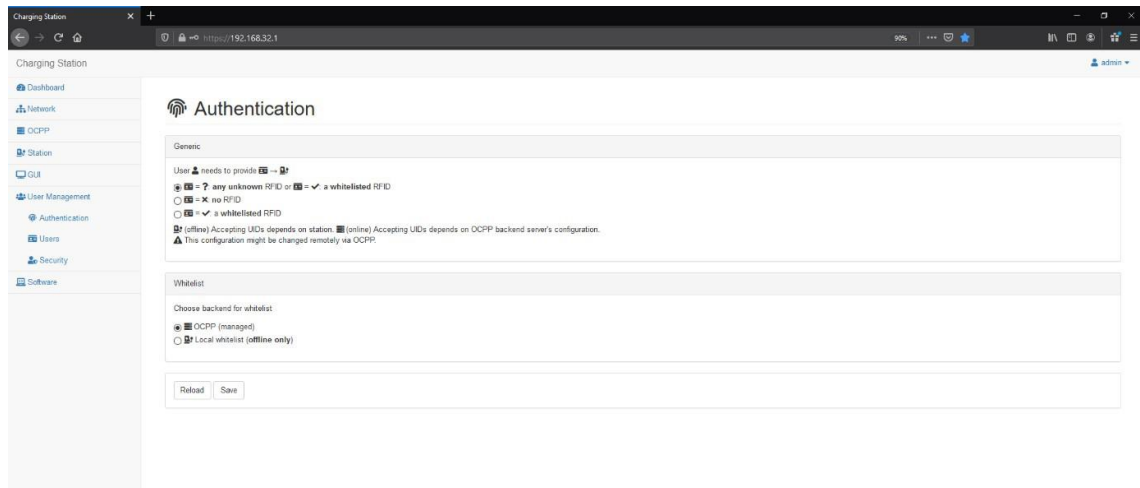 Charging Station
https://192.168.32.1
90%
Charging Station
admin
Dashboard
Network
OCPP
Station
GUI
User Management
Authentication
Users
Security
Software
Authentication
Generic
User needs to provide →
= ?: any unknown RFID or = ✔: a whitelisted RFID
= ✖: no RFID
= ✔: a whitelisted RFID
(offline) Accepting UIDs depends on station. (online) Accepting UIDs depends on OCPP backend server's configuration.
This configuration might be changed remotely via OCPP.
Whitelist
Choose backend for whitelist
OCPP (managed)
Local whitelist (offline only)
Reload Save